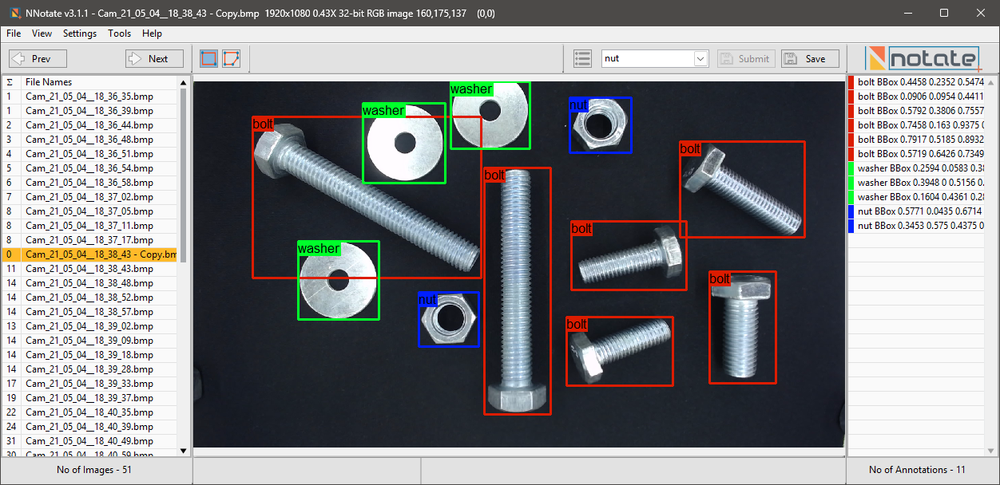 NNotate v3.1.1 - Cam_21_05_04__18_38_43 - Copy.bmp 1920x1080 0.43X 32-bit RGB image 160,175,137 (0,0)
File View Settings Tools Help
Prev Next nut Submit Save notate
Σ File Names
1 Cam_21_05_04__18_36_35.bmp
1 Cam_21_05_04__18_36_39.bmp
2 Cam_21_05_04__18_36_44.bmp
3 Cam_21_05_04__18_36_48.bmp
4 Cam_21_05_04__18_36_51.bmp
5 Cam_21_05_04__18_36_54.bmp
6 Cam_21_05_04__18_36_58.bmp
7 Cam_21_05_04__18_37_02.bmp
8 Cam_21_05_04__18_37_05.bmp
8 Cam_21_05_04__18_37_11.bmp
8 Cam_21_05_04__18_37_17.bmp
0 Cam_21_05_04__18_38_43 - Copy.bm
11 Cam_21_05_04__18_38_43.bmp
14 Cam_21_05_04__18_38_48.bmp
14 Cam_21_05_04__18_38_52.bmp
14 Cam_21_05_04__18_38_57.bmp
13 Cam_21_05_04__18_39_02.bmp
14 Cam_21_05_04__18_39_09.bmp
14 Cam_21_05_04__18_39_18.bmp
14 Cam_21_05_04__18_39_28.bmp
17 Cam_21_05_04__18_39_33.bmp
19 Cam_21_05_04__18_39_37.bmp
22 Cam_21_05_04__18_40_35.bmp
24 Cam_21_05_04__18_40_39.bmp
31 Cam_21_05_04__18_40_49.bmp
30 Cam_21_05_04__18_40_59.bmp
washer
washer
nut
bolt
bolt
bolt
bolt
washer
bolt
nut
bolt
bolt BBox 0.4458 0.2352 0.5474
bolt BBox 0.0906 0.0954 0.4411
bolt BBox 0.5792 0.3806 0.7557
bolt BBox 0.7458 0.163 0.9375 0
bolt BBox 0.7917 0.5185 0.8932
bolt BBox 0.5719 0.6426 0.7349
washer BBox 0.2594 0.0583 0.38
washer BBox 0.3948 0 0.5156 0.
washer BBox 0.1604 0.4361 0.28
nut BBox 0.5771 0.0435 0.6714
nut BBox 0.3453 0.575 0.4375 0
No of Images - 51
No of Annotations - 11